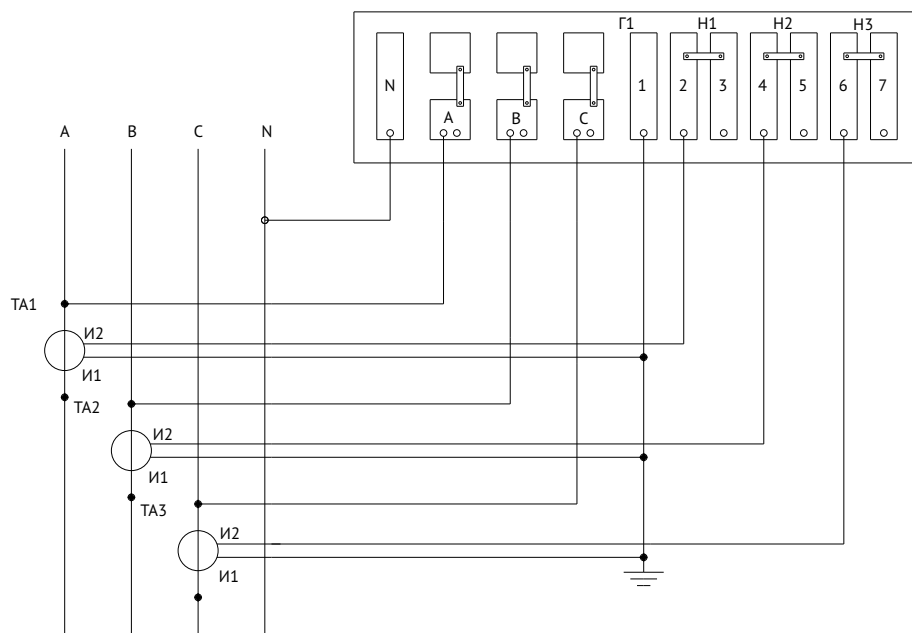 Г1 Н1 Н2 Н3
N 1 2 3 4 5 6 7
А В С
А В С N
ТА1
И2
И1
ТА2
И2
И1
ТА3
И2
И1